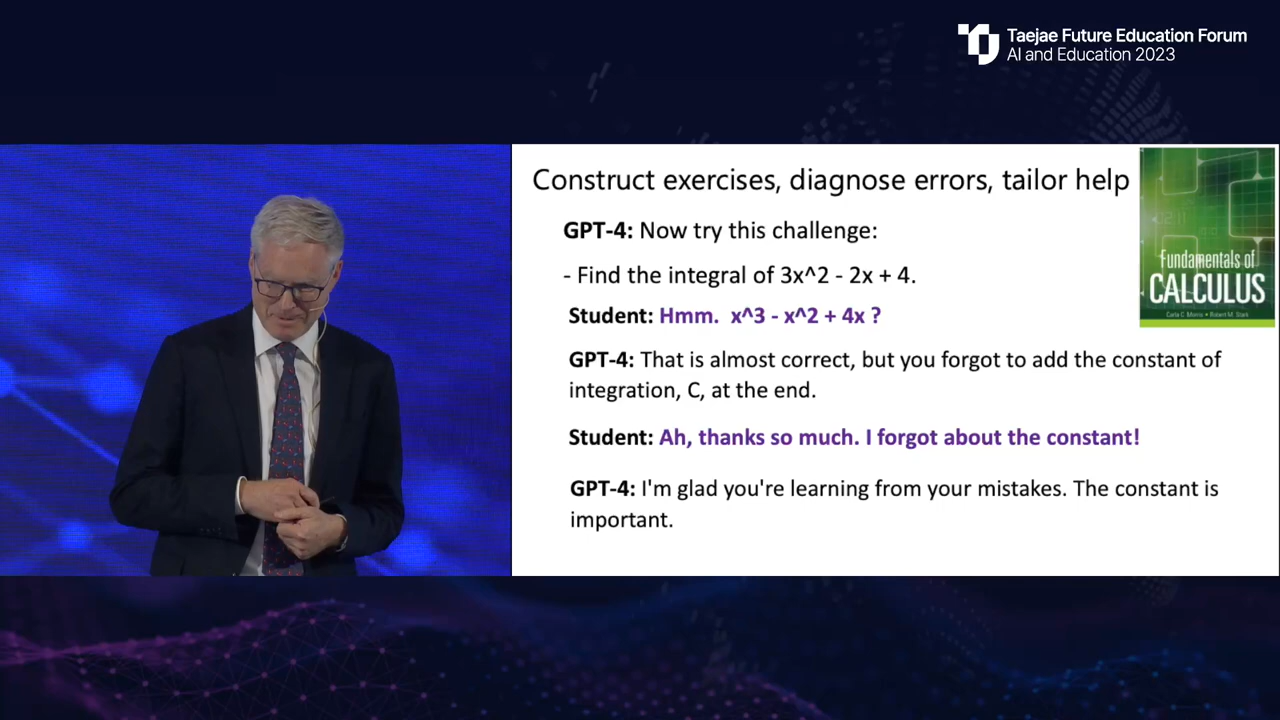 Taejae Future Education Forum
AI and Education 2023
Construct exercises, diagnose errors, tailor help
GPT-4: Now try this challenge:
- Find the integral of 3x^2 - 2x + 4.
Student: Hmm.  x^3 - x^2 + 4x ?
GPT-4: That is almost correct, but you forgot to add the constant of
integration, C, at the end.
Student: Ah, thanks so much. I forgot about the constant!
GPT-4: I'm glad you're learning from your mistakes. The constant is
important.
Fundamentals of
CALCULUS
Carla C. Morris • Robert M. Stark